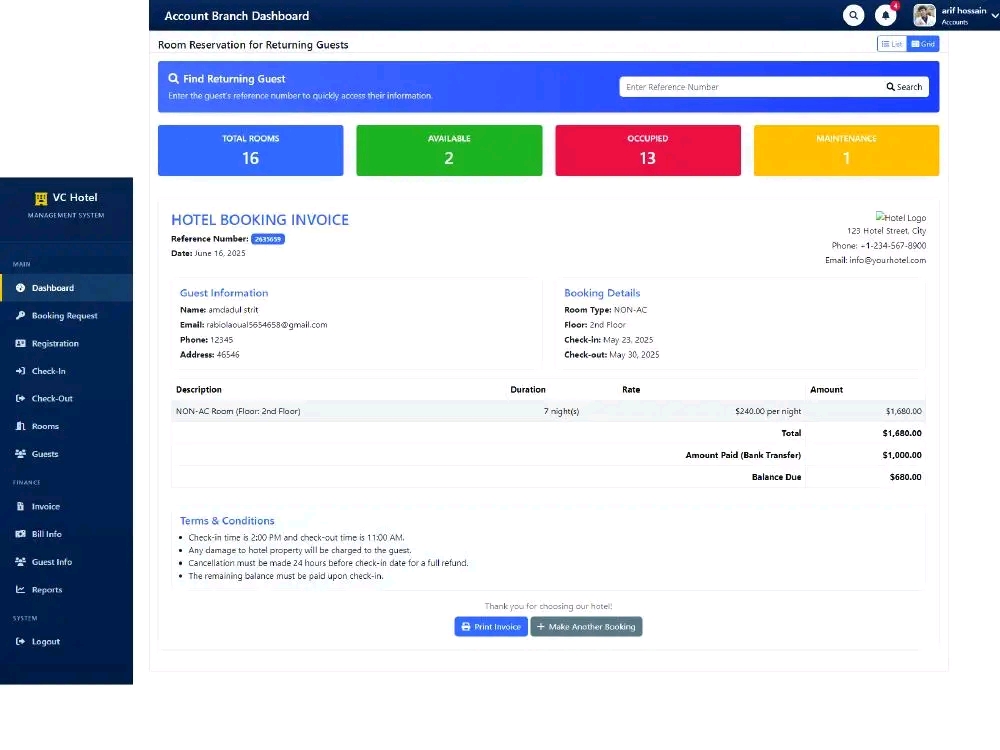 Account Branch Dashboard
4
arif hossain
Accounts
Room Reservation for Returning Guests
List
Grid
Find Returning Guest
Enter the guest's reference number to quickly access their information.
Enter Reference Number
Search
TOTAL ROOMS
16
AVAILABLE
2
OCCUPIED
13
MAINTENANCE
1
VC Hotel
MANAGEMENT SYSTEM
MAIN
Dashboard
Booking Request
Registration
Check-In
Check-Out
Rooms
Guests
FINANCE
Invoice
Bill Info
Guest Info
Reports
SYSTEM
Logout
HOTEL BOOKING INVOICE
Reference Number: 2635659
Date: June 16, 2025
Hotel Logo
123 Hotel Street, City
Phone: +1-234-567-8900
Email: info@yourhotel.com
Guest Information
Name: amdadul strit
Email: rabiolaoual5654658@gmail.com
Phone: 12345
Address: 46546
Booking Details
Room Type: NON-AC
Floor: 2nd Floor
Check-in: May 23, 2025
Check-out: May 30, 2025
Description Duration Rate Amount
NON-AC Room (Floor: 2nd Floor) 7 night(s) $240.00 per night $1,680.00
Total $1,680.00
Amount Paid (Bank Transfer) $1,000.00
Balance Due $680.00
Terms & Conditions
• Check-in time is 2:00 PM and check-out time is 11:00 AM.
• Any damage to hotel property will be charged to the guest.
• Cancellation must be made 24 hours before check-in date for a full refund.
• The remaining balance must be paid upon check-in.
Thank you for choosing our hotel!
Print Invoice
Make Another Booking